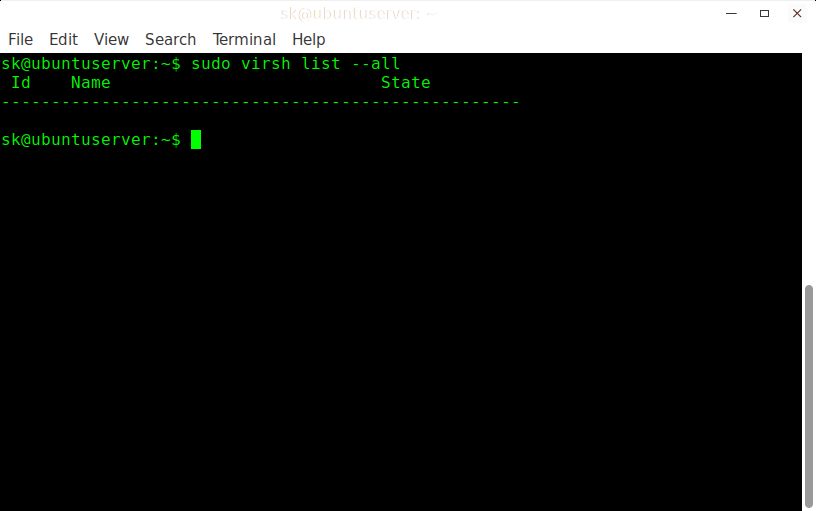 sk@ubuntuserver: ~
File Edit View Search Terminal Help
sk@ubuntuserver:~$ sudo virsh list --all
 Id    Name                           State
----------------------------------------------------
sk@ubuntuserver:~$